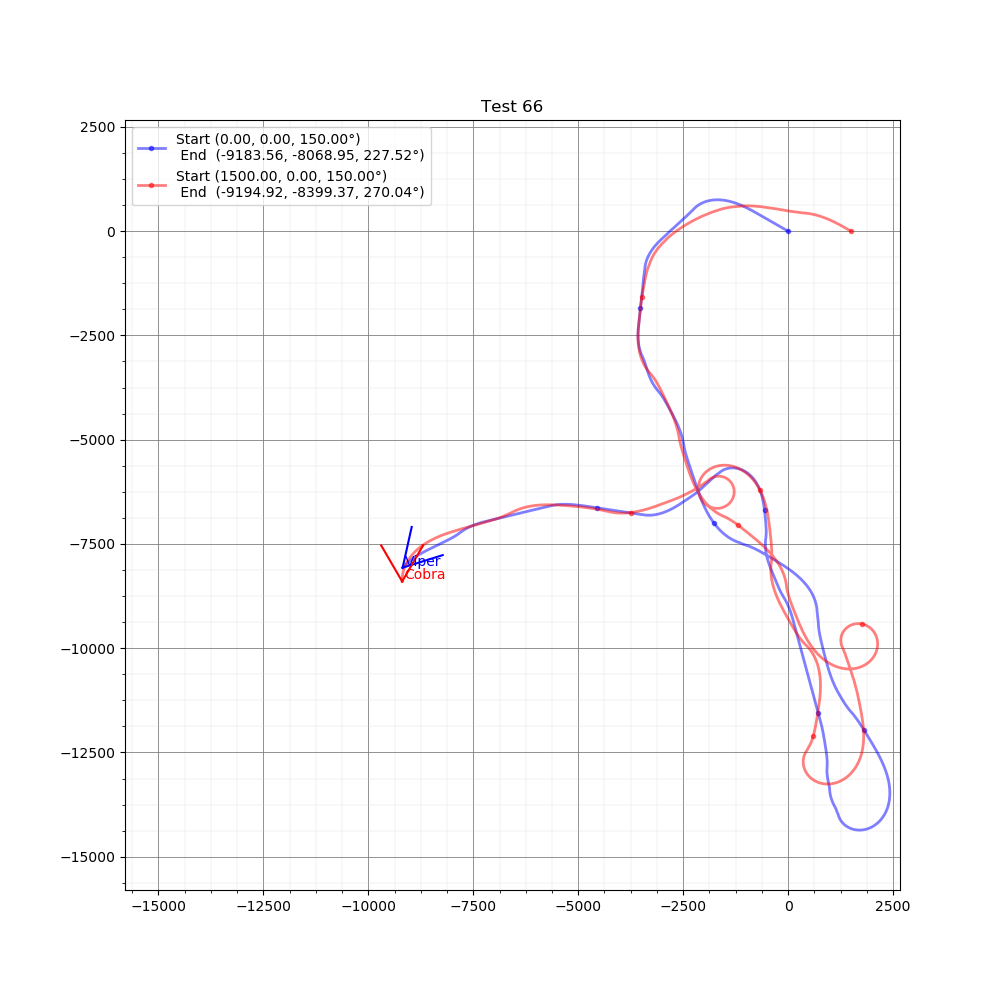 Test 66
Start (0.00, 0.00, 150.00°)
End (-9183.56, -8068.95, 227.52°)
Start (1500.00, 0.00, 150.00°)
End (-9194.92, -8399.37, 270.04°)
2500
0
−2500
−5000
−7500
−10000
−12500
−15000
Viper
Cobra
−15000 −12500 −10000 −7500 −5000 −2500 0 2500